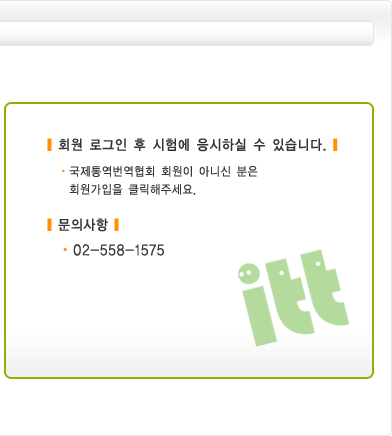 회원 로그인 후 시험에 응시하실 수 있습니다.
국제통역번역협회 회원이 아니신 분은
회원가입을 클릭해주세요.
문의사항
02-558-1575
itt